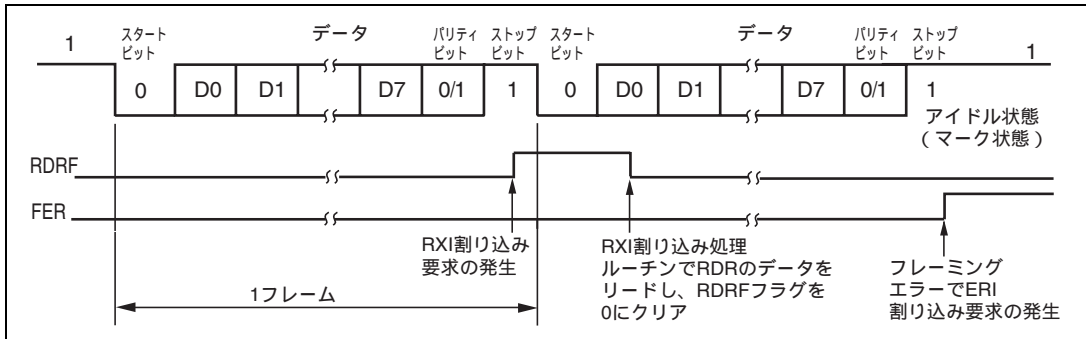 1
スタート
ビット
データ
パリティ
ビット
ストップ
ビット
スタート
ビット
データ
パリティ
ビット
ストップ
ビット
1
0 D0 D1 D7 0/1 1 0 D0 D1 D7 0/1 1
アイドル状態
(マーク状態)
RDRF
FER
RXI割り込み
要求の発生
RXI割り込み処理
ルーチンでRDRのデータを
リードし、RDRFフラグを
0にクリア
フレーミング
エラーでERI
割り込み要求の発生
1フレーム